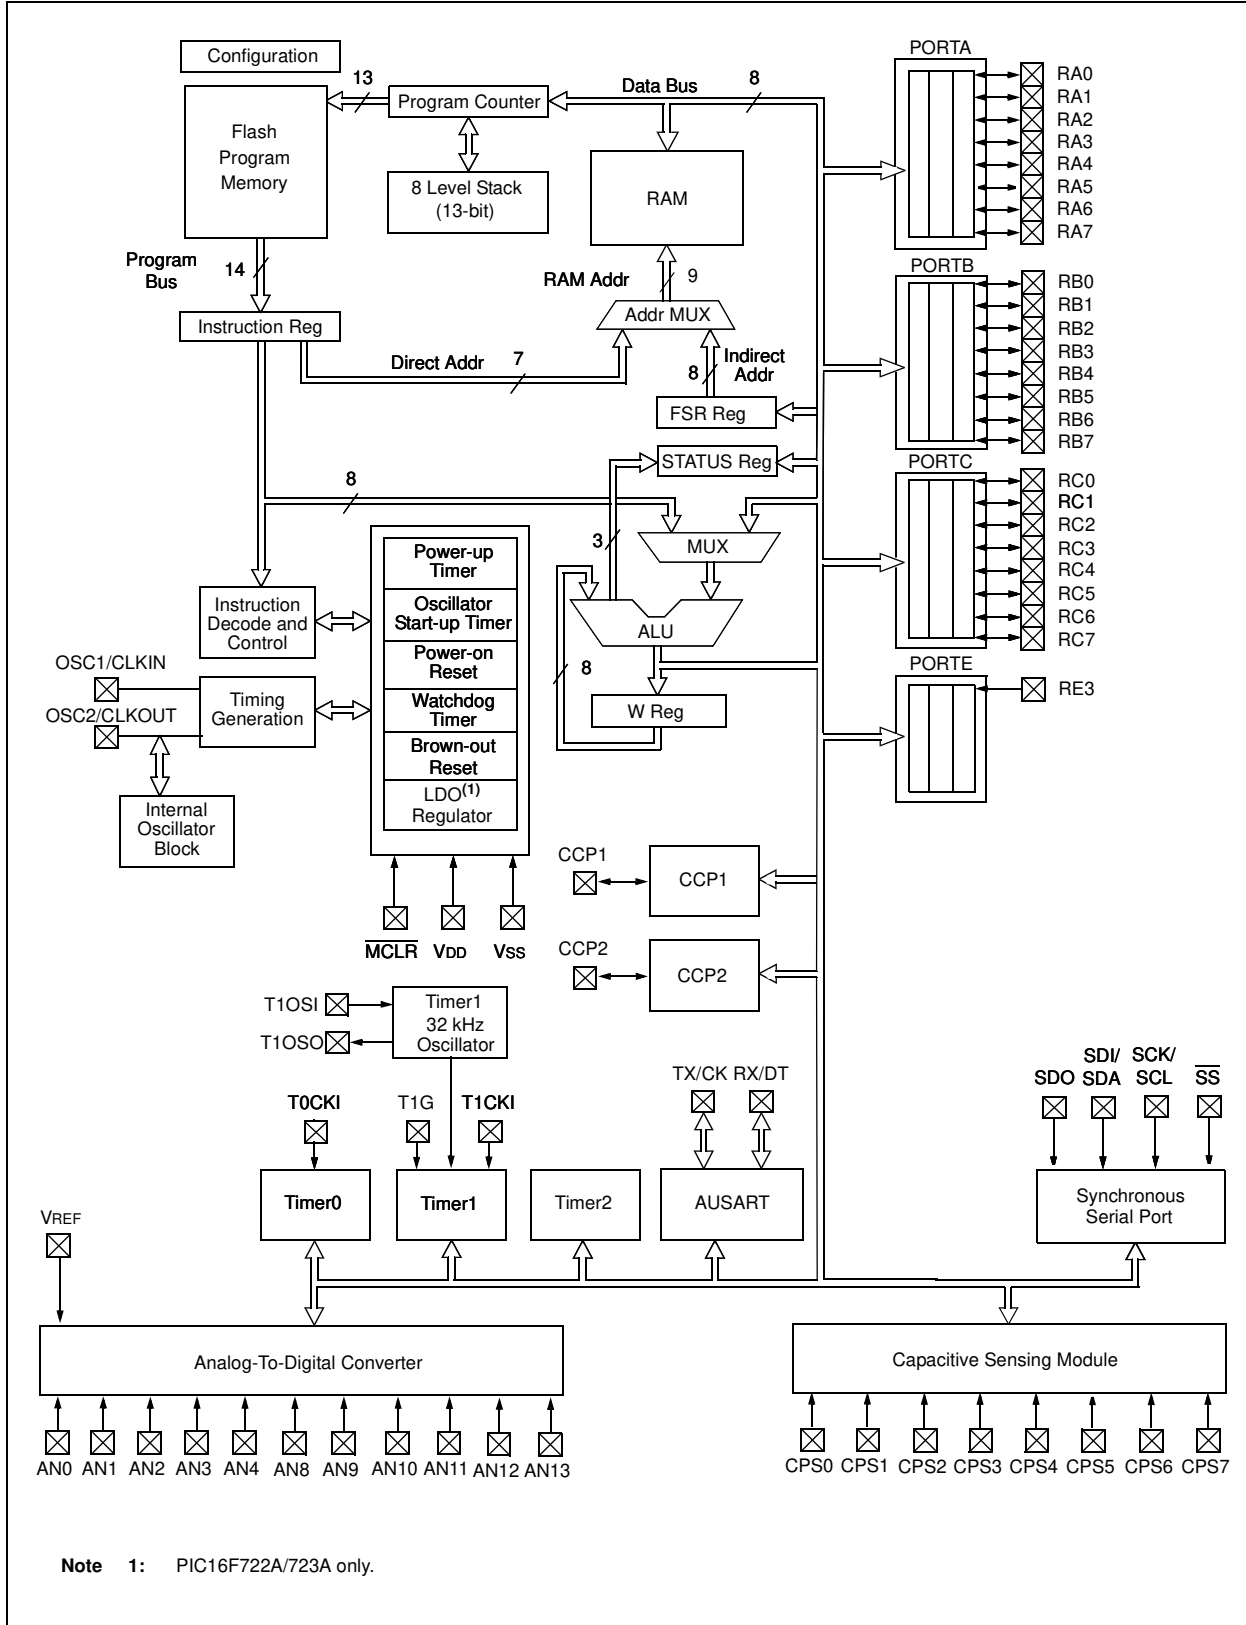 Configuration
Flash
Program
Memory
13
Program Counter
8 Level Stack
(13-bit)
Data Bus
8
RAM
Program
Bus
14
Instruction Reg
RAM Addr
9
Addr MUX
Direct Addr
7
Indirect
Addr
8
FSR Reg
STATUS Reg
8
3
MUX
ALU
8
W Reg
Instruction
Decode and
Control
OSC1/CLKIN
OSC2/CLKOUT
Timing
Generation
Internal
Oscillator
Block
Power-up
Timer
Oscillator
Start-up Timer
Power-on
Reset
Watchdog
Timer
Brown-out
Reset
LDO(1)
Regulator
MCLR
VDD
VSS
PORTA
RA0
RA1
RA2
RA3
RA4
RA5
RA6
RA7
PORTB
RB0
RB1
RB2
RB3
RB4
RB5
RB6
RB7
PORTC
RC0
RC1
RC2
RC3
RC4
RC5
RC6
RC7
PORTE
RE3
CCP1
CCP1
CCP2
CCP2
T1OSI
T1OSO
Timer1
32 kHz
Oscillator
T0CKI
T1G
T1CKI
TX/CK RX/DT
Timer0
Timer1
Timer2
AUSART
SDO
SDI/
SDA
SCK/
SCL
SS
Synchronous
Serial Port
VREF
Analog-To-Digital Converter
AN0 AN1 AN2 AN3 AN4 AN8 AN9 AN10 AN11 AN12 AN13
Capacitive Sensing Module
CPS0 CPS1 CPS2 CPS3 CPS4 CPS5 CPS6 CPS7
Note 1: PIC16F722A/723A only.